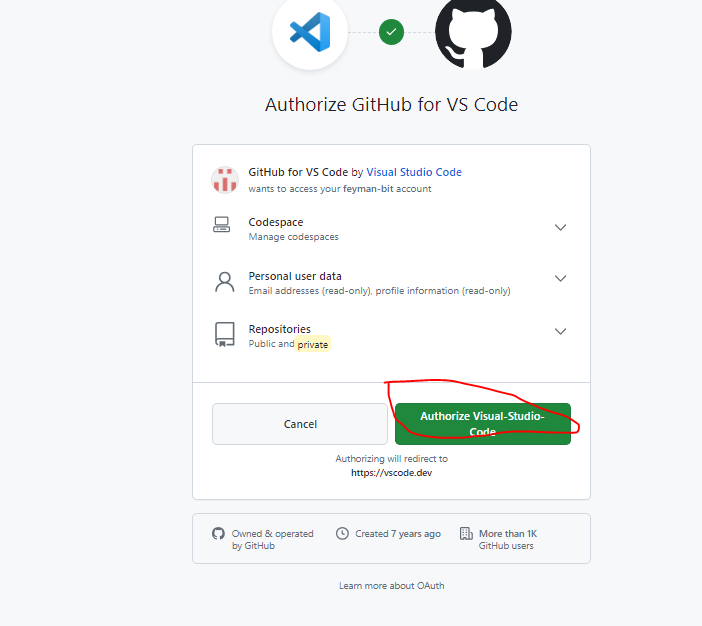 Authorize GitHub for VS Code
GitHub for VS Code by Visual Studio Code
wants to access your feyman-bit account
Codespace
Manage codespaces
Personal user data
Email addresses (read-only), profile information (read-only)
Repositories
Public and private
Cancel
Authorize Visual-Studio-
Code
Authorizing will redirect to
https://vscode.dev
Owned & operated
by GitHub
Created 7 years ago
More than 1K
GitHub users
Learn more about OAuth